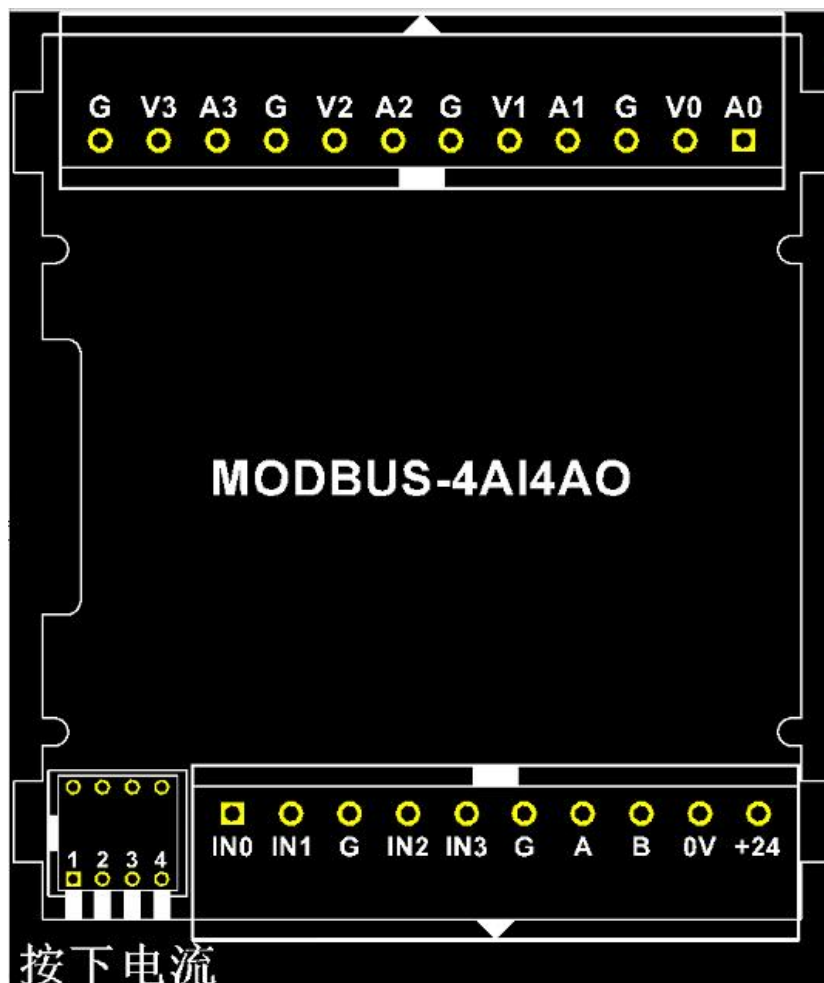 G V3 A3 G V2 A2 G V1 A1 G V0 A0
MODBUS-4AI4AO
1 2 3 4
IN0 IN1 G IN2 IN3 G A B 0V +24
按下电流